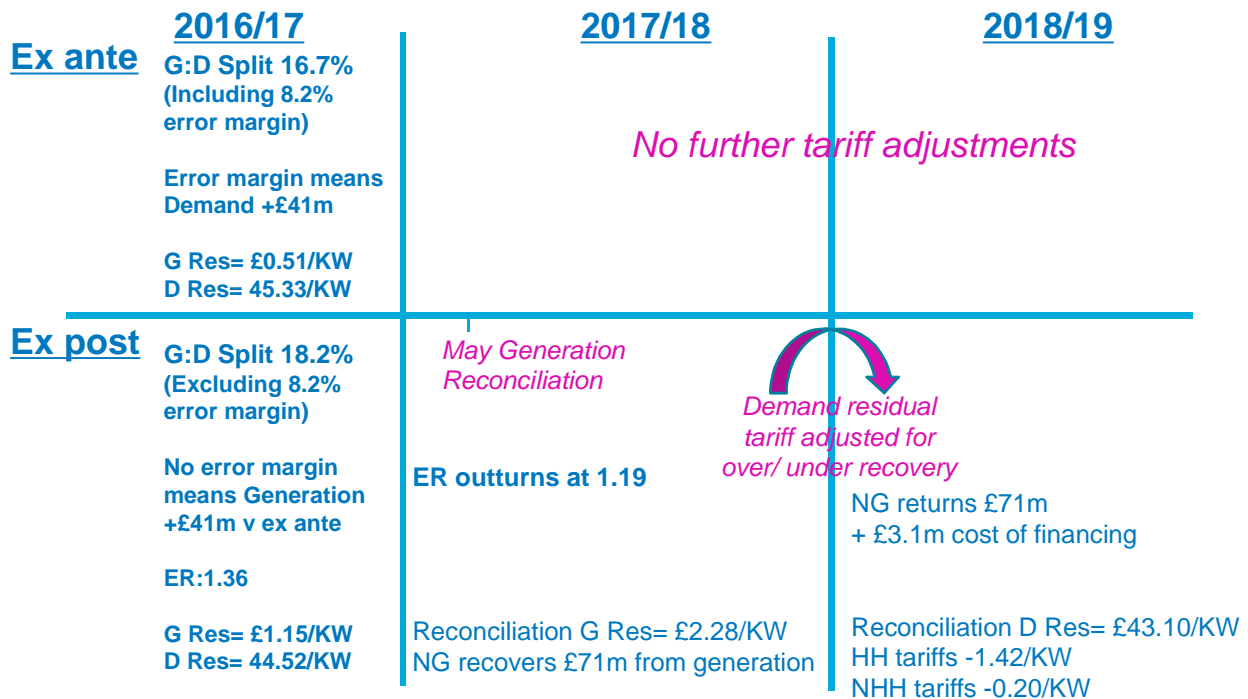 2016/17
2017/18
2018/19
Ex ante
G:D Split 16.7%
(Including 8.2%
error margin)
Error margin means
Demand +£41m
G Res= £0.51/KW
D Res= 45.33/KW
No further tariff adjustments
Ex post
G:D Split 18.2%
(Excluding 8.2%
error margin)
No error margin
means Generation
+£41m v ex ante
ER:1.36
G Res= £1.15/KW
D Res= 44.52/KW
May Generation
Reconciliation
ER outturns at 1.19
Reconciliation G Res= £2.28/KW
NG recovers £71m from generation
Demand residual
tariff adjusted for
over/ under recovery
NG returns £71m
+ £3.1m cost of financing
Reconciliation D Res= £43.10/KW
HH tariffs -1.42/KW
NHH tariffs -0.20/KW